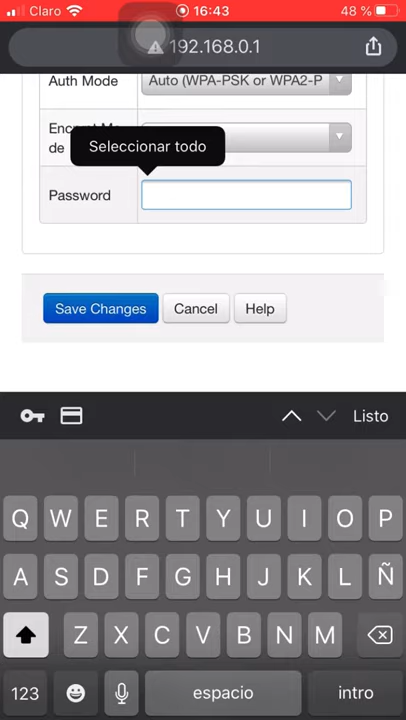 Claro 16:43 48 %
192.168.0.1
Auth Mode Auto (WPA-PSK or WPA2-P
de
Seleccionar todo
Password
Save Changes Cancel Help
Listo
Q W E R T Y U I O P
A S D F G H J K L Ñ
Z X C V B N M
123 espacio intro